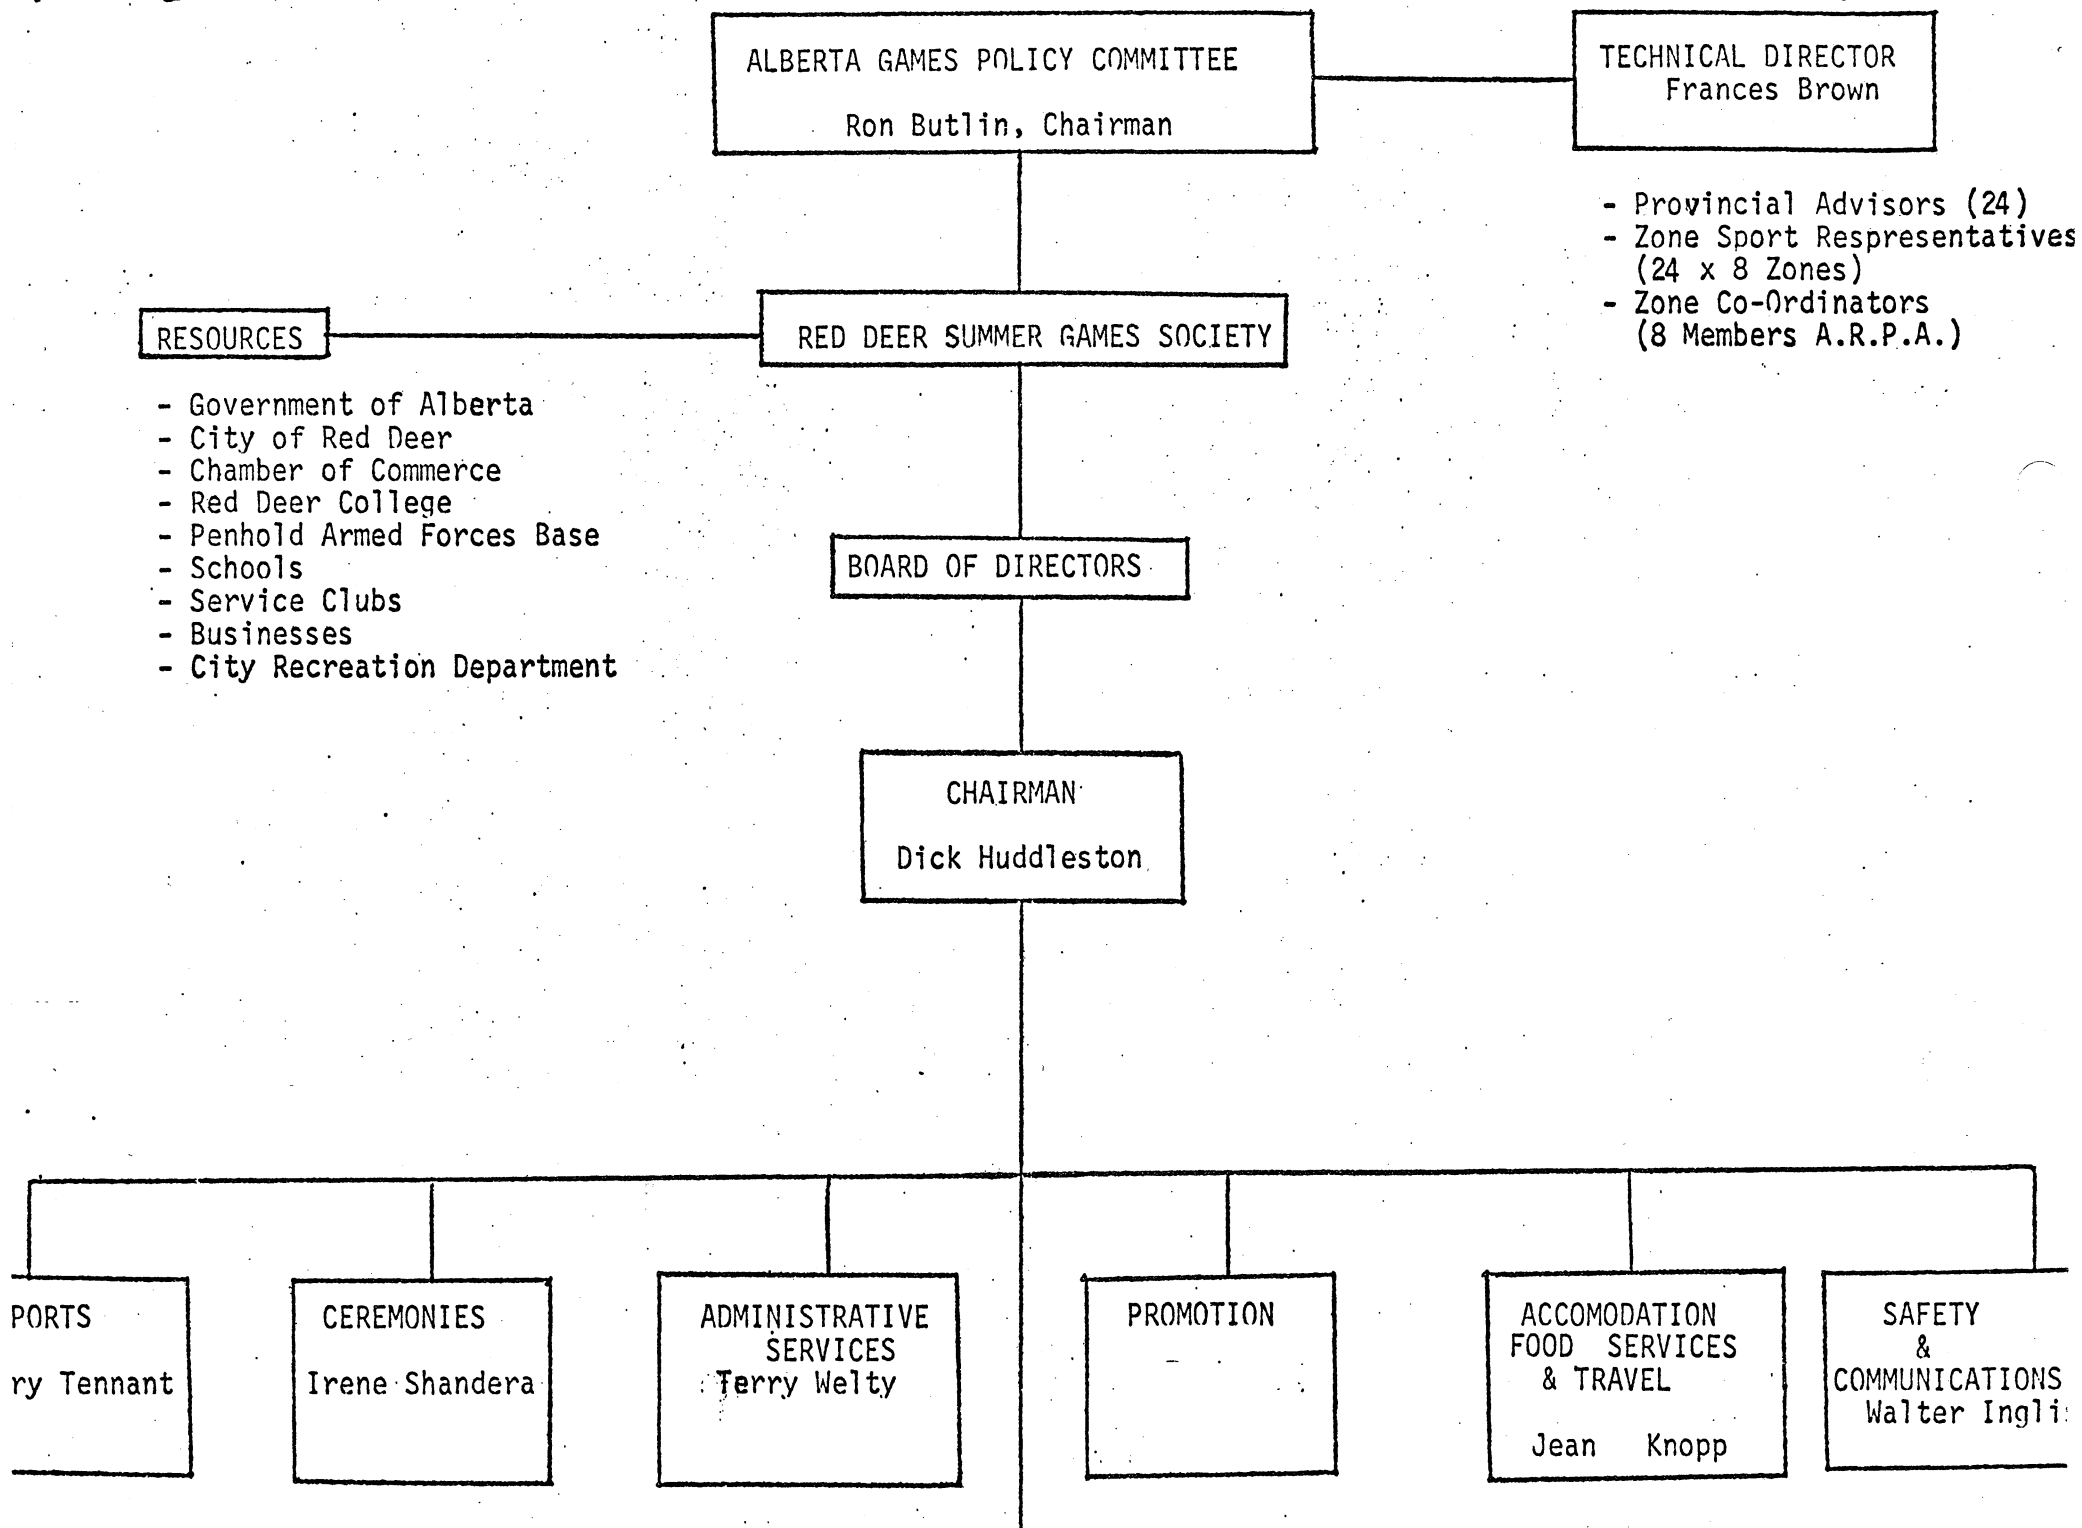 ALBERTA GAMES POLICY COMMITTEE
Ron Butlin, Chairman
TECHNICAL DIRECTOR
Frances Brown
- Provincial Advisors (24)
- Zone Sport Respresentatives
(24 x 8 Zones)
- Zone Co-Ordinators
(8 Members A.R.P.A.)
RESOURCES
RED DEER SUMMER GAMES SOCIETY
- Government of Alberta
- City of Red Deer
- Chamber of Commerce
- Red Deer College
- Penhold Armed Forces Base
- Schools
- Service Clubs
- Businesses
- City Recreation Department
BOARD OF DIRECTORS
CHAIRMAN
Dick Huddleston
PORTS
ry Tennant
CEREMONIES
Irene Shandera
ADMINISTRATIVE
SERVICES
Terry Welty
PROMOTION
ACCOMODATION
FOOD SERVICES
& TRAVEL
Jean Knopp
SAFETY
&
COMMUNICATIONS
Walter Ingli